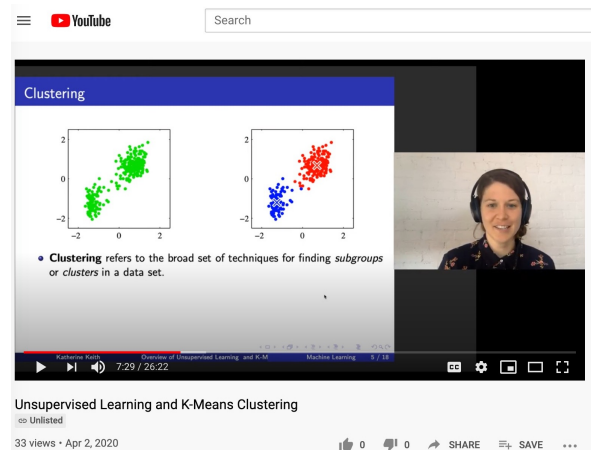 YouTube
Search
Clustering
2
0
−2
−2
0
2
2
0
−2
−2
0
2
Clustering refers to the broad set of techniques for finding subgroups
or clusters in a data set.
Katherine Keith Overview of Unsupervised Learning and K-M Machine Learning 5 / 18
7:29 / 26:22
CC
Unsupervised Learning and K-Means Clustering
Unlisted
33 views • Apr 2, 2020
0
0
SHARE
SAVE